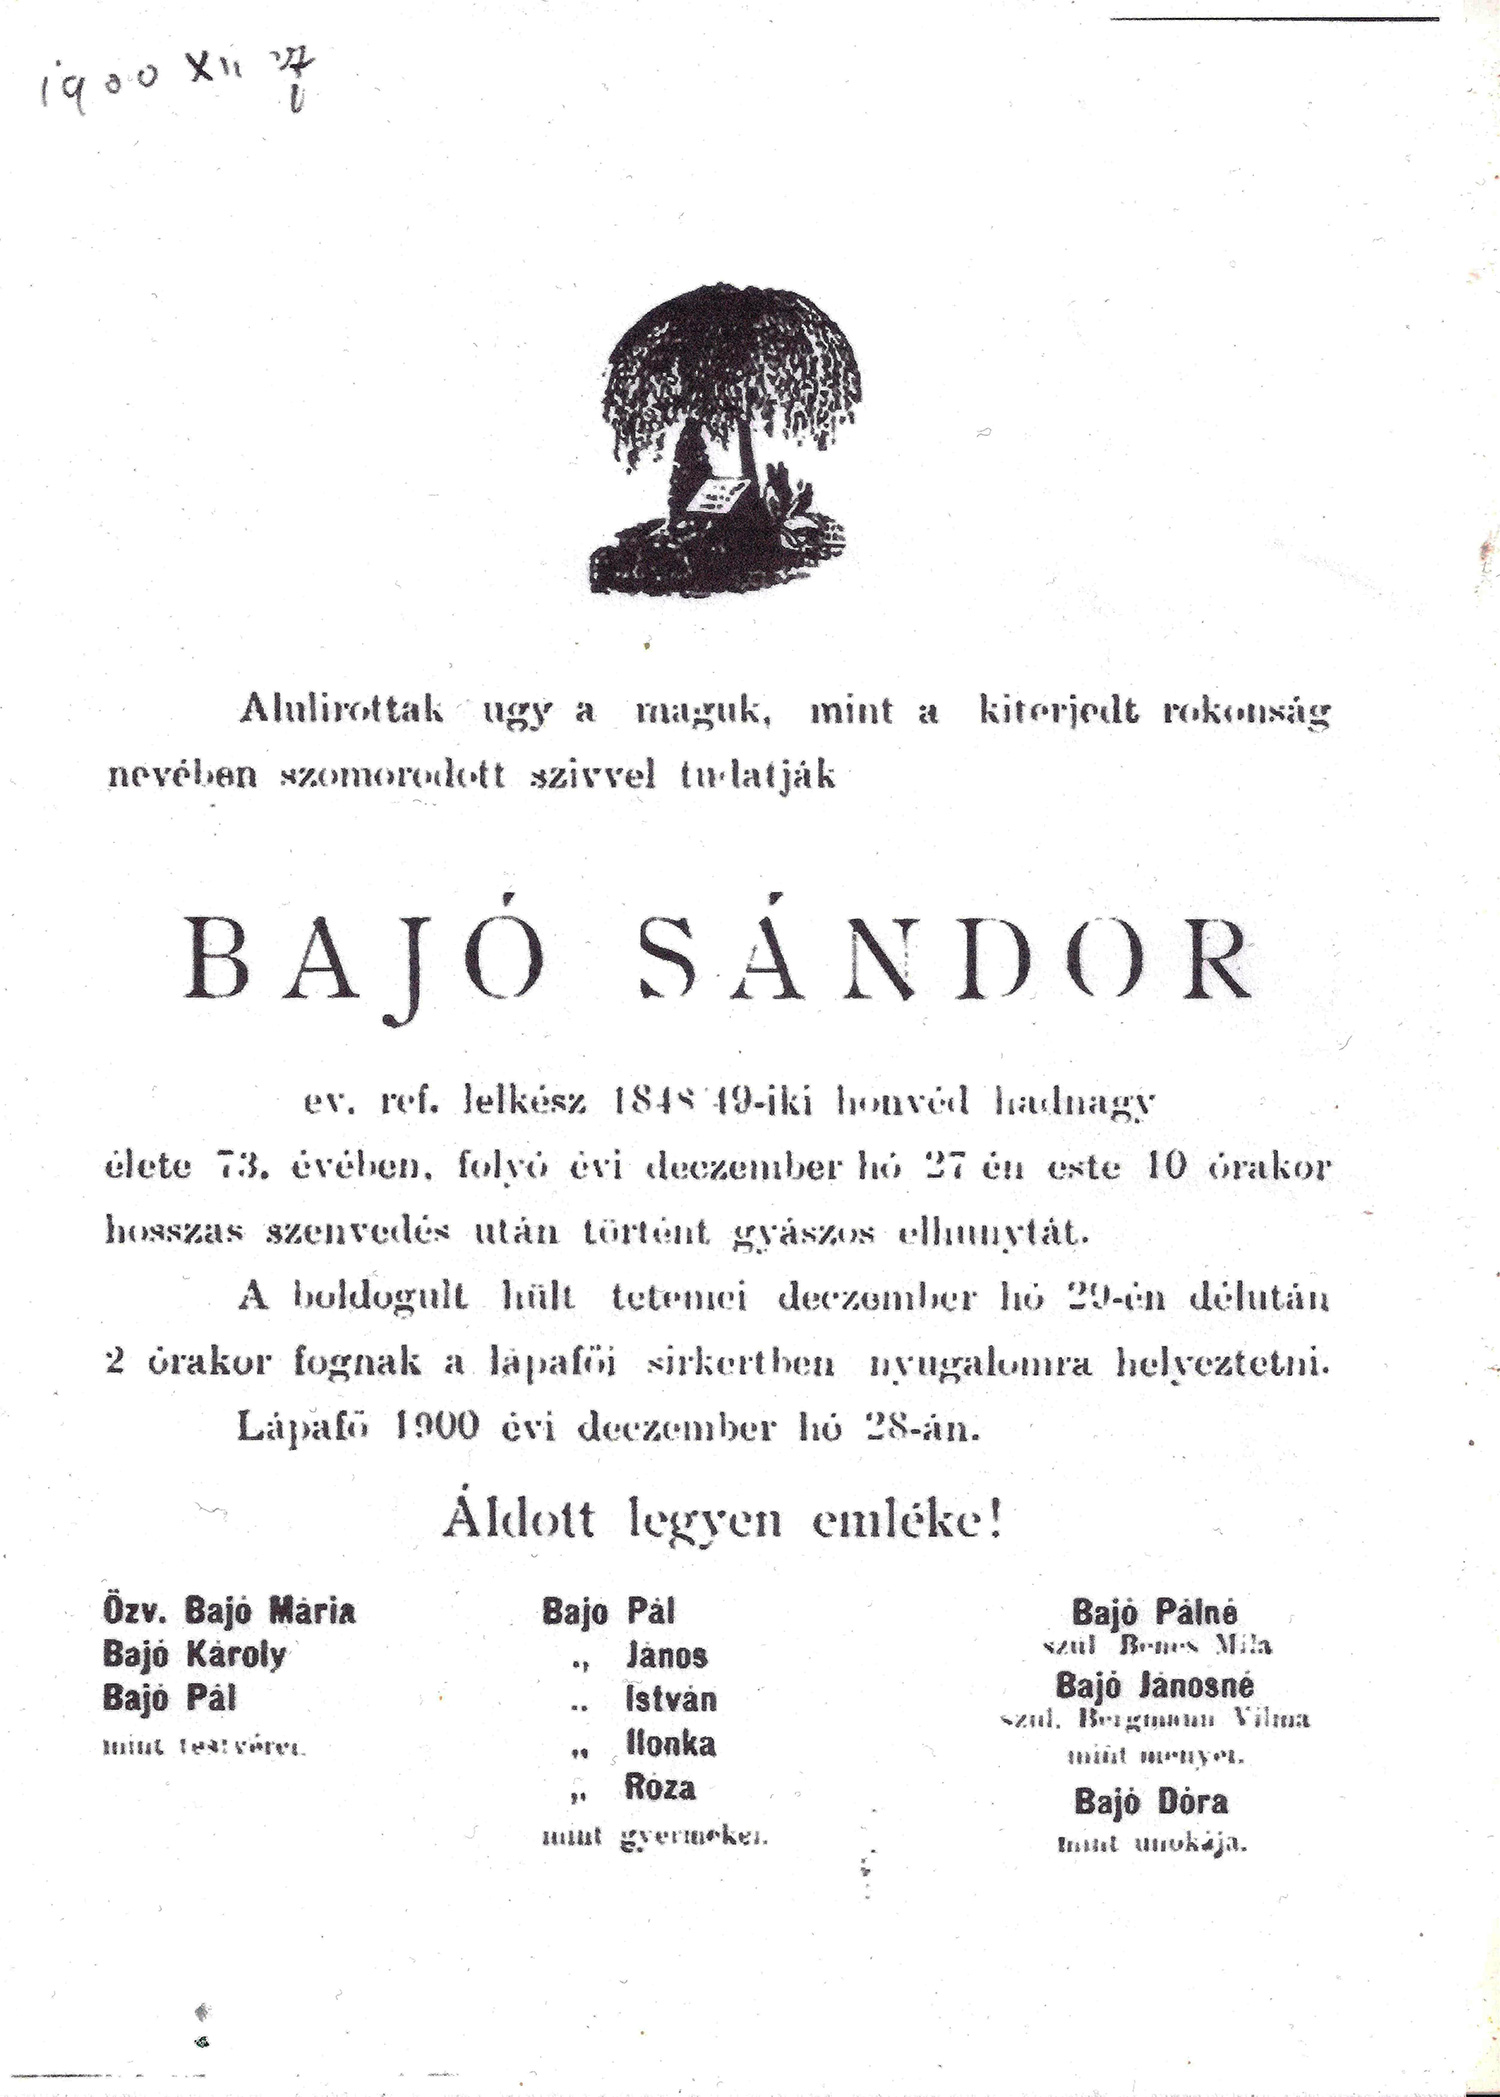 1900 XII 27
Alulirottak ugy a maguk, mint a kiterjedt rokonság
nevében szomorodott szivvel tudatják
BAJÓ SÁNDOR
ev. ref. lelkész 1848/49-iki honvéd hadnagy
élete 73. évében, folyó évi deczember hó 27 én este 10 órakor
hosszas szenvedés után történt gyászos elhunytát.
A boldogult hült tetemei deczember hó 29-én délután
2 órakor fognak a lápafői sirkertben nyugalomra helyeztetni.
Lápafő 1900 évi deczember hó 28-án.
Áldott legyen emléke!
Özv. Bajó Mária
Bajó Károly
Bajó Pál
mint testvérei.
Bajó Pál
„ János
„ István
„ Ilonka
„ Róza
mint gyermekei.
Bajó Pálné
szül Benes Mila
Bajó Jánosné
szül. Bergmann Vilma
mint menyei.
Bajó Dóra
mint unokája.